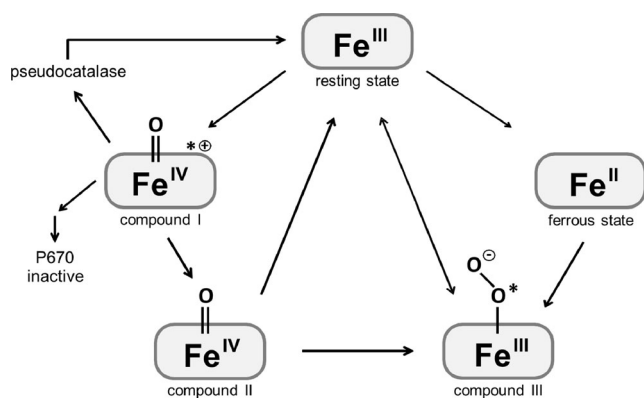 Fe III
resting state
pseudocatalase
O
*⊕
Fe IV
compound I
Fe II
ferrous state
P670
inactive
O⊖
O*
O
Fe IV
compound II
Fe III
compound III